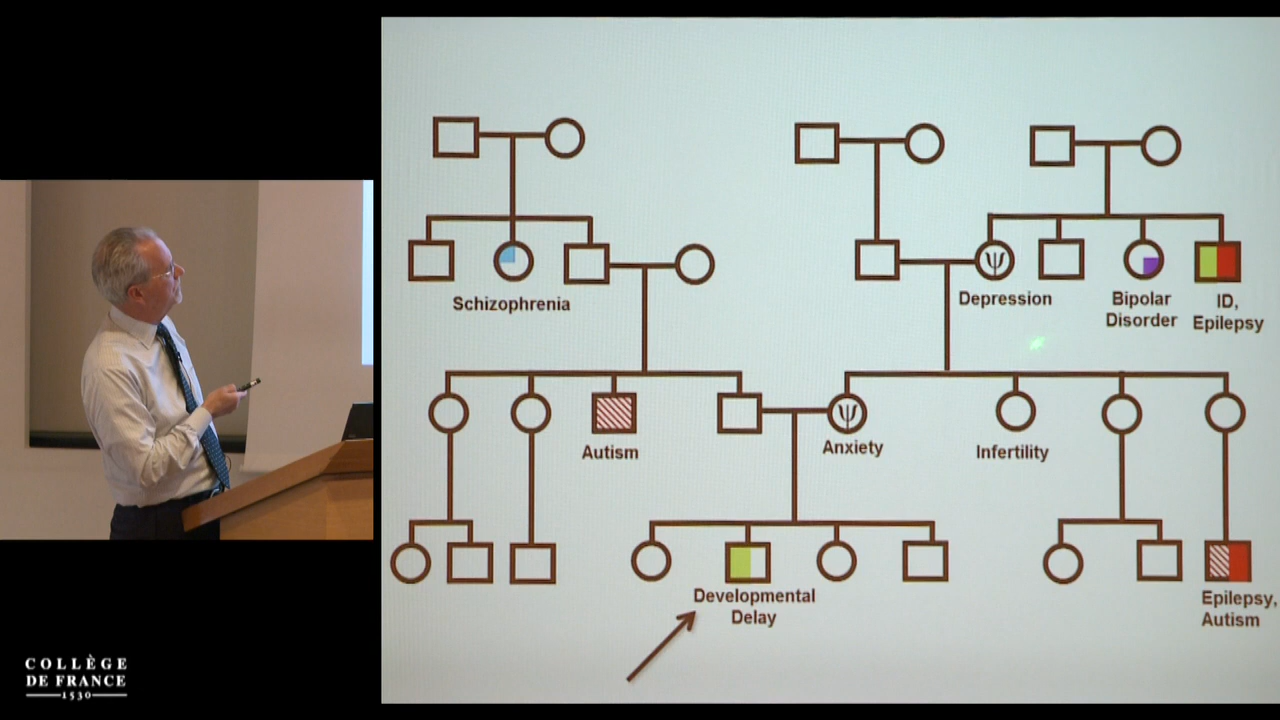 Schizophrenia
Depression
Bipolar
Disorder
ID,
Epilepsy
Autism
ψ
ψ
Anxiety
Infertility
Developmental
Delay
Epilepsy,
Autism
COLLÈGE
DE FRANCE
1530